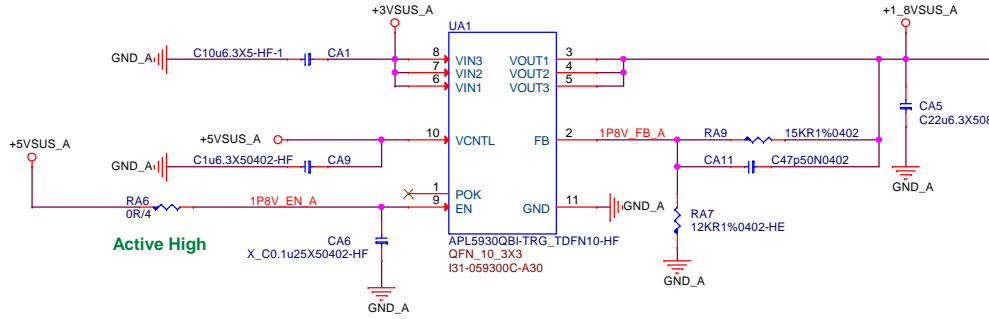 +3VSUS_A
+1_8VSUS_A
UA1
GND_A
C10u6.3X5-HF-1
CA1
8
VIN3
7
VIN2
6
VIN1
VOUT1
3
VOUT2
4
VOUT3
5
CA5
C22u6.3X508
GND_A
+5VSUS_A
+5VSUS_A
10
VCNTL
FB
2
1P8V_FB_A
RA9
15KR1%0402
GND_A
C1u6.3X50402-HF
CA9
CA11
C47p50N0402
1
POK
RA6
0R/4
1P8V_EN_A
9
EN
GND
11
GND_A
RA7
12KR1%0402-HE
Active High
CA6
X_C0.1u25X50402-HF
APL5930QBI-TRG_TDFN10-HF
QFN_10_3X3
I31-059300C-A30
GND_A
GND_A